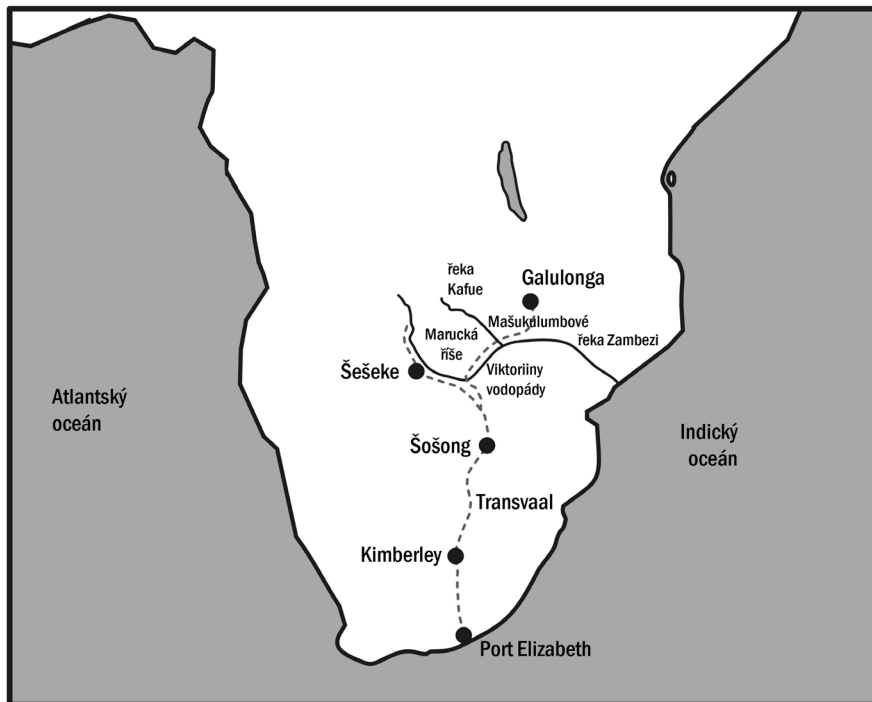 řeka
Kafue
Galulonga
Mašukulumbové
Marucká
říše
řeka Zambezi
Šešeke
Viktoriiny
vodopády
Atlantský
oceán
Šošong
Indický
oceán
Transvaal
Kimberley
Port Elizabeth